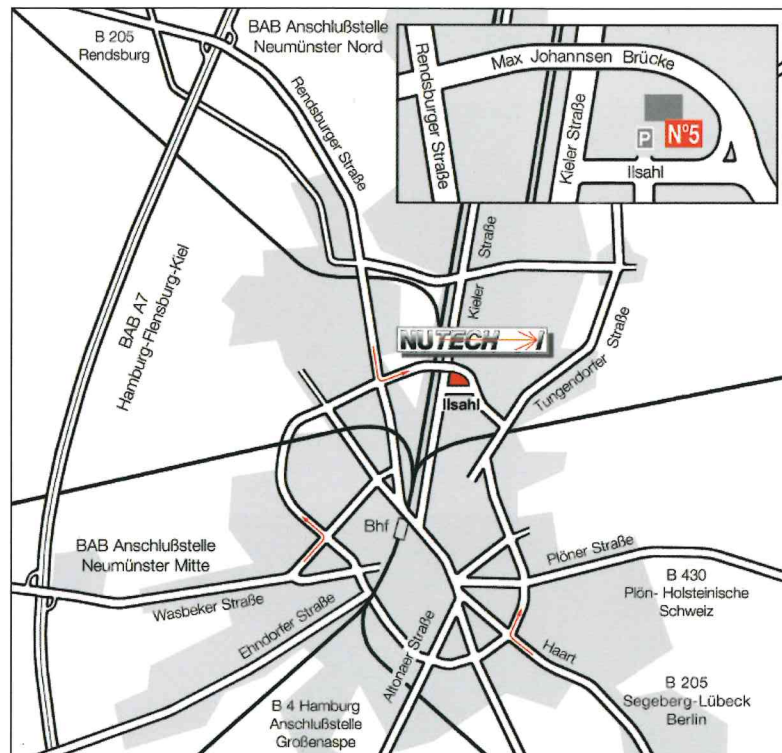 B 205
Rendsburg
BAB Anschlußstelle
Neumünster Nord
Rendsburger Straße
Rendsburger Straße
Max Johannsen Brücke
Kieler Straße
P
N°5
Ilsahl
BAB A7
Hamburg-Flensburg-Kiel
Kieler Straße
NUTECH
Ilsahl
Tungendorfer Straße
Bhf
BAB Anschlußstelle
Neumünster Mitte
Wasbeker Straße
Ehndorfer Straße
Altonaer Straße
Plöner Straße
B 430
Plön- Holsteinische
Schweiz
Haart
B 205
Segeberg-Lübeck
Berlin
B 4 Hamburg
Anschlußstelle
Großenaspe